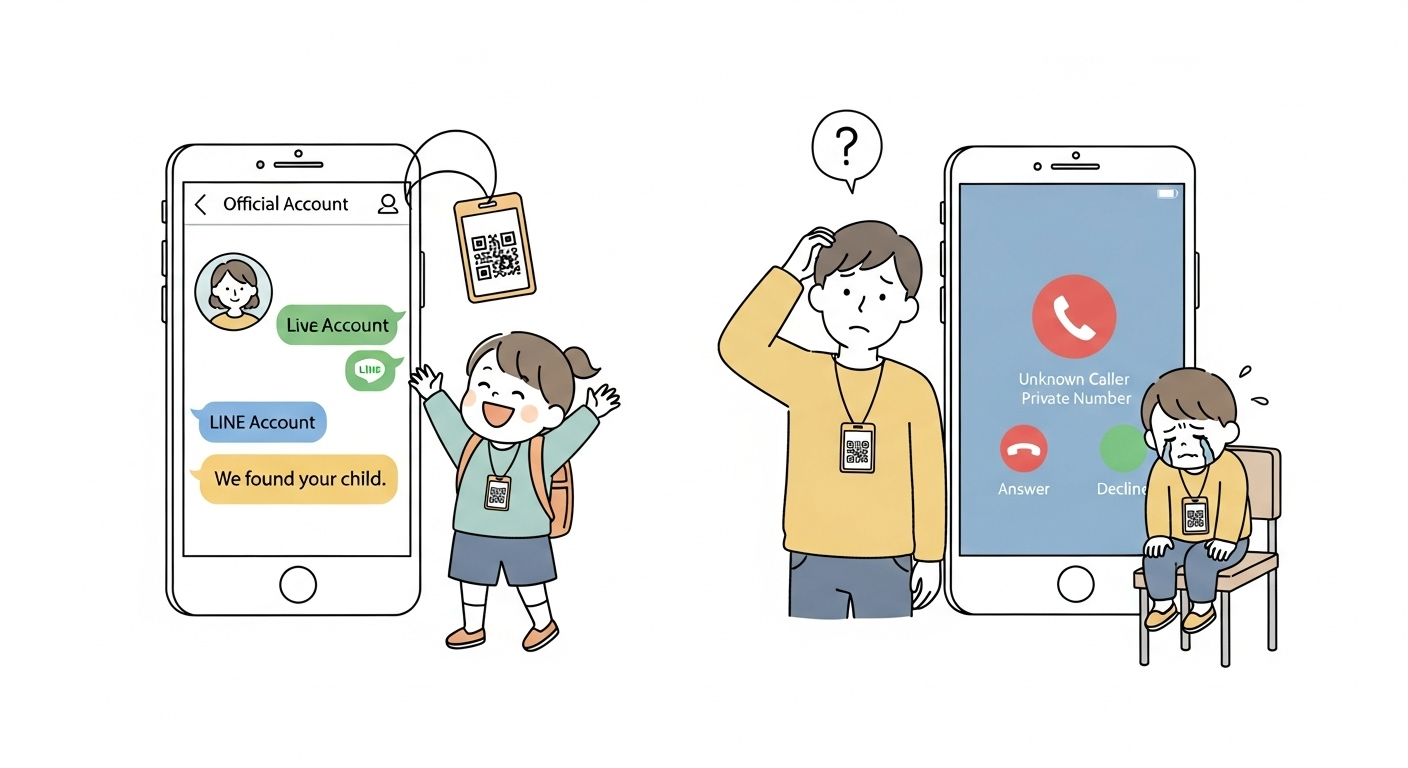 Official Account
Live Account
LINE
LINE Account
We found your child.
?
Unknown Caller
Private Number
Answer
Decline